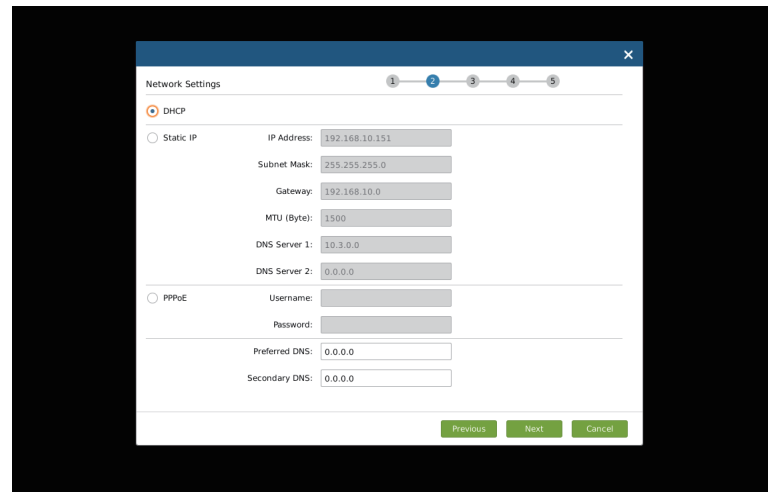 Network Settings 1 2 3 4 5
DHCP
Static IP IP Address: 192.168.10.151
Subnet Mask: 255.255.255.0
Gateway: 192.168.10.0
MTU (Byte): 1500
DNS Server 1: 10.3.0.0
DNS Server 2: 0.0.0.0
PPPoE Username:
Password:
Preferred DNS: 0.0.0.0
Secondary DNS: 0.0.0.0
Previous Next Cancel